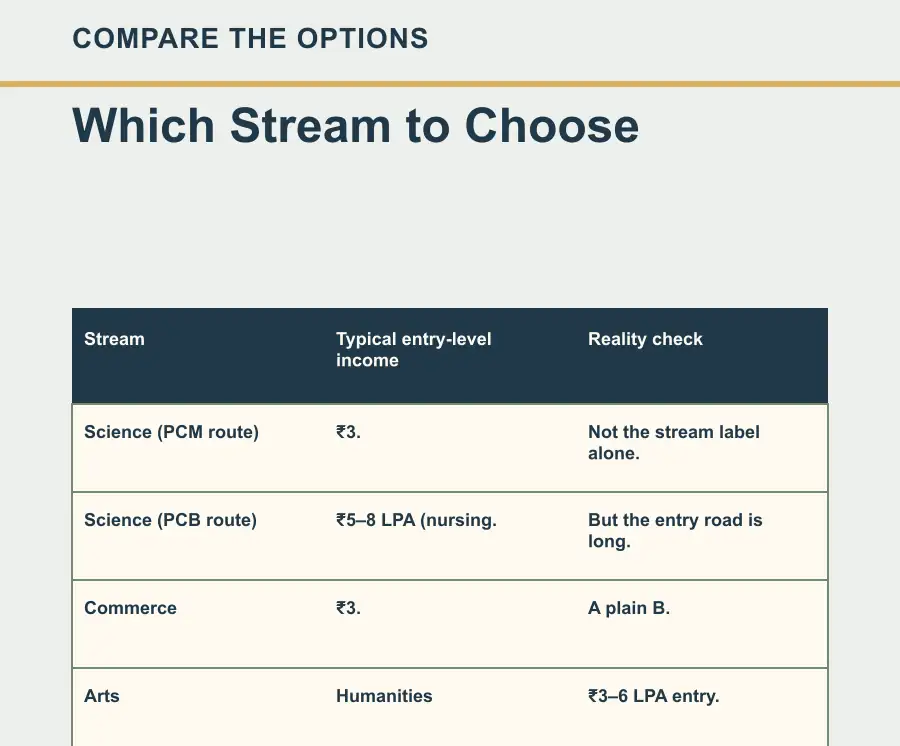 COMPARE THE OPTIONS
Which Stream to Choose
Stream
Typical entry-level
income
Reality check
Science (PCM route)
₹3.
Not the stream label
alone.
Science (PCB route)
₹5–8 LPA (nursing.
But the entry road is
long.
Commerce
₹3.
A plain B.
Arts
Humanities
₹3–6 LPA entry.